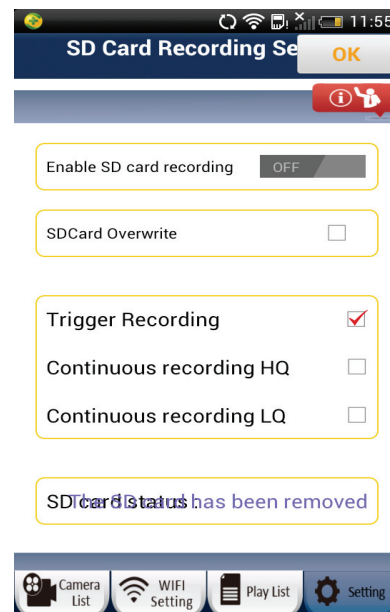 11:55
SD Card Recording Se
OK
Enable SD card recording OFF
SDCard Overwrite
Trigger Recording
Continuous recording HQ
Continuous recording LQ
SD card status :
The SD card has been removed
Camera List
WIFI Setting
Play List
Setting